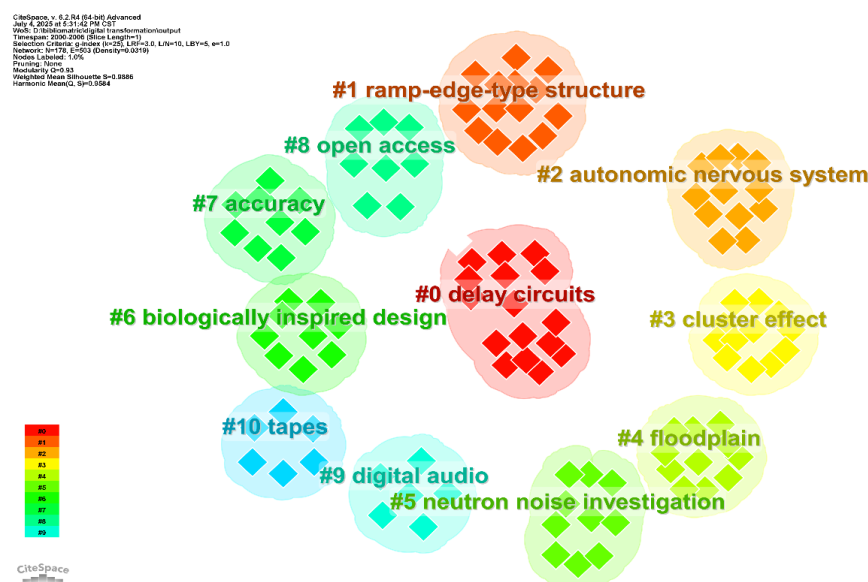 CiteSpace, v. 6.2.R4 (64-bit) Advanced
July 4, 2025 at 5:31:42 PM CST
WoS: D:\bibliomatric\digital transformation\output
Timespan: 2000-2006 (Slice Length=1)
Selection Criteria: g-index (k=25), LRF=3.0, L/N=10, LBY=5, e=1.0
Network: N=178, E=503 (Density=0.0319)
Nodes Labeled: 1.0%
Pruning: None
Modularity Q=0.93
Weighted Mean Silhouette S=0.9886
Harmonic Mean(Q, S)=0.9584
#1 ramp-edge-type structure
#8 open access
#2 autonomic nervous system
#7 accuracy
#0 delay circuits
#6 biologically inspired design
#3 cluster effect
#10 tapes
#4 floodplain
#9 digital audio
#5 neutron noise investigation
#0
#1
#2
#3
#4
#5
#6
#7
#8
#9
CiteSpace